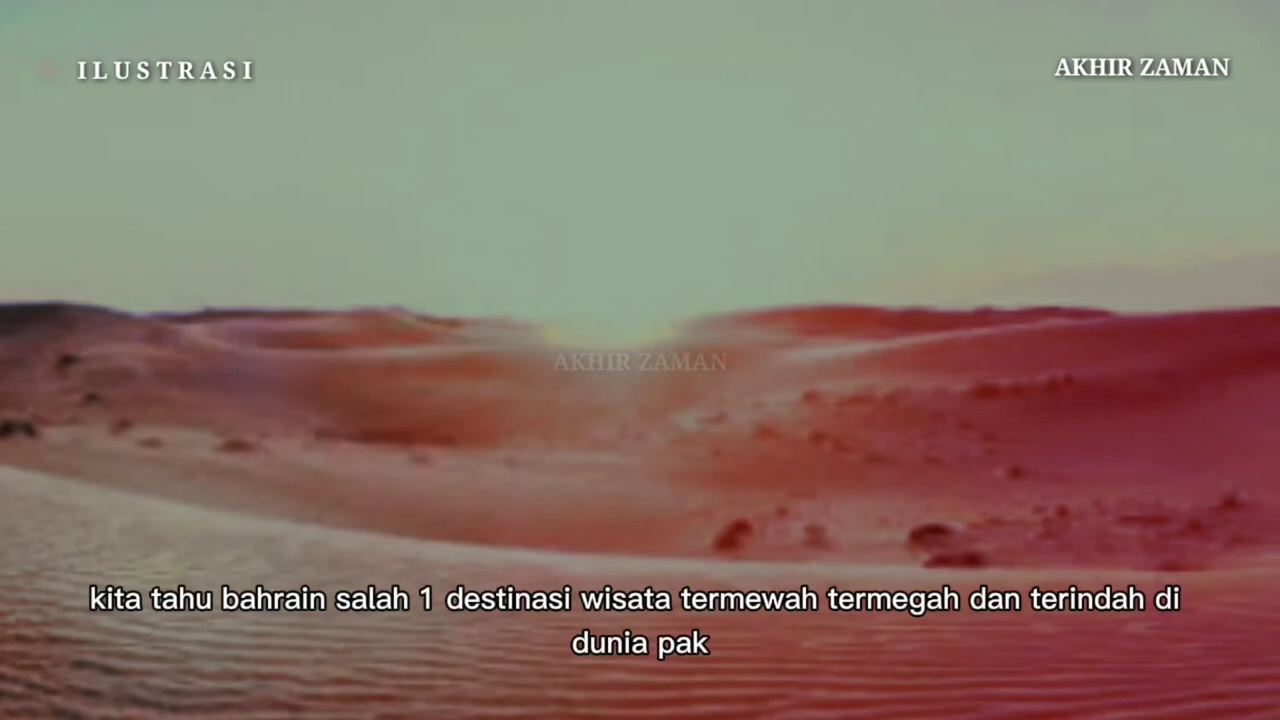 ILUSTRASI
AKHIR ZAMAN
AKHIR ZAMAN
kita tahu bahrain salah 1 destinasi wisata termewah termegah dan terindah di
dunia pak